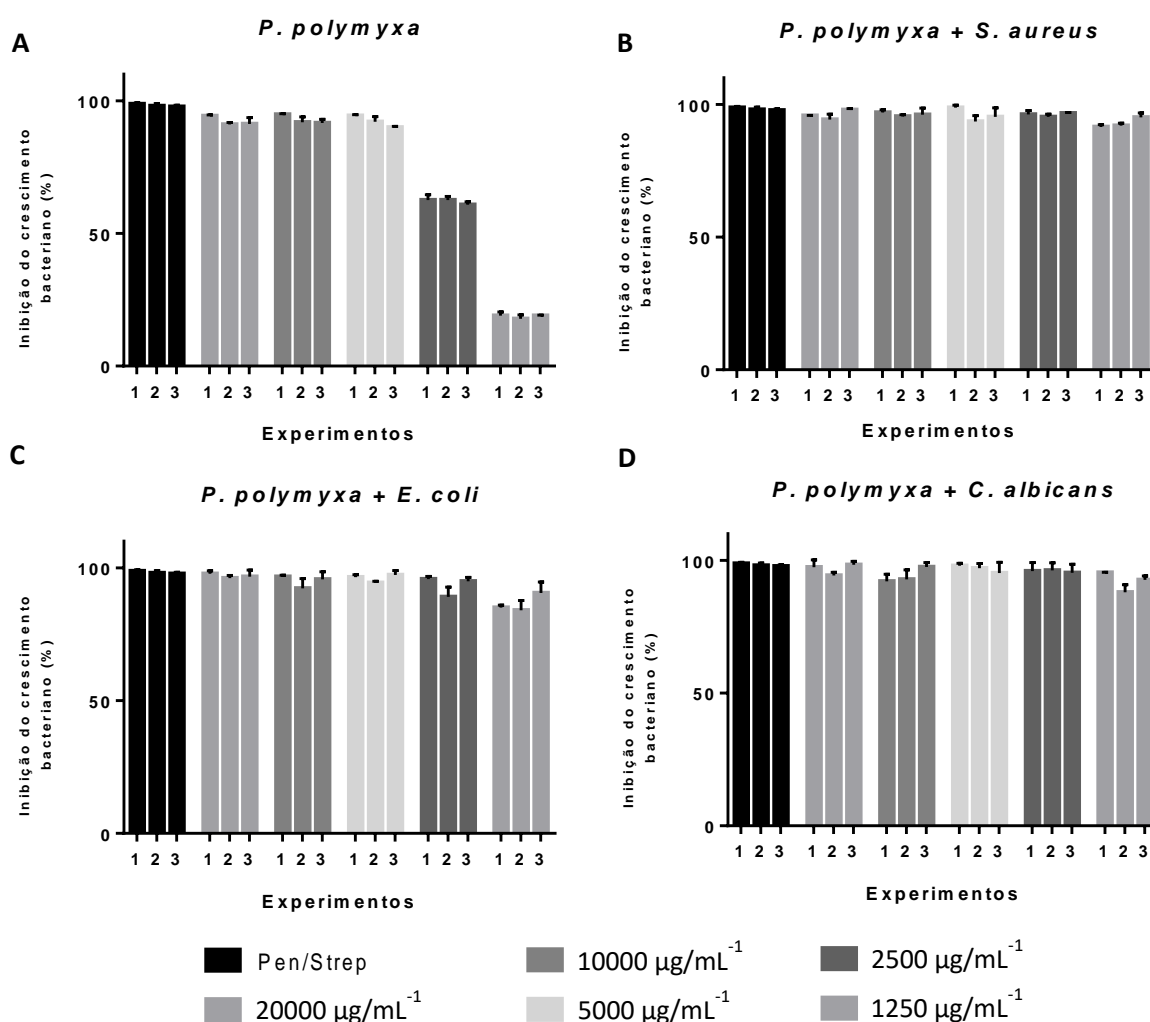 A
P. polymyxa
Inibição do crescimento
bacteriano (%)
100
50
0
1 2 3 1 2 3 1 2 3 1 2 3 1 2 3 1 2 3
Experimentos
B
P. polymyxa + S. aureus
Inibição do crescimento
bacteriano (%)
100
50
0
1 2 3 1 2 3 1 2 3 1 2 3 1 2 3 1 2 3
Experimentos
C
P. polymyxa + E. coli
Inibição do crescimento
bacteriano (%)
100
50
0
1 2 3 1 2 3 1 2 3 1 2 3 1 2 3 1 2 3
Experimentos
D
P. polymyxa + C. albicans
Inibição do crescimento
bacteriano (%)
100
50
0
1 2 3 1 2 3 1 2 3 1 2 3 1 2 3 1 2 3
Experimentos
Pen/Strep
10000 µg/mL⁻¹
2500 µg/mL⁻¹
20000 µg/mL⁻¹
5000 µg/mL⁻¹
1250 µg/mL⁻¹